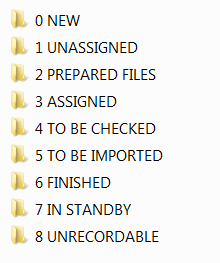 0 NEW
1 UNASSIGNED
2 PREPARED FILES
3 ASSIGNED
4 TO BE CHECKED
5 TO BE IMPORTED
6 FINISHED
7 IN STANDBY
8 UNRECORDABLE